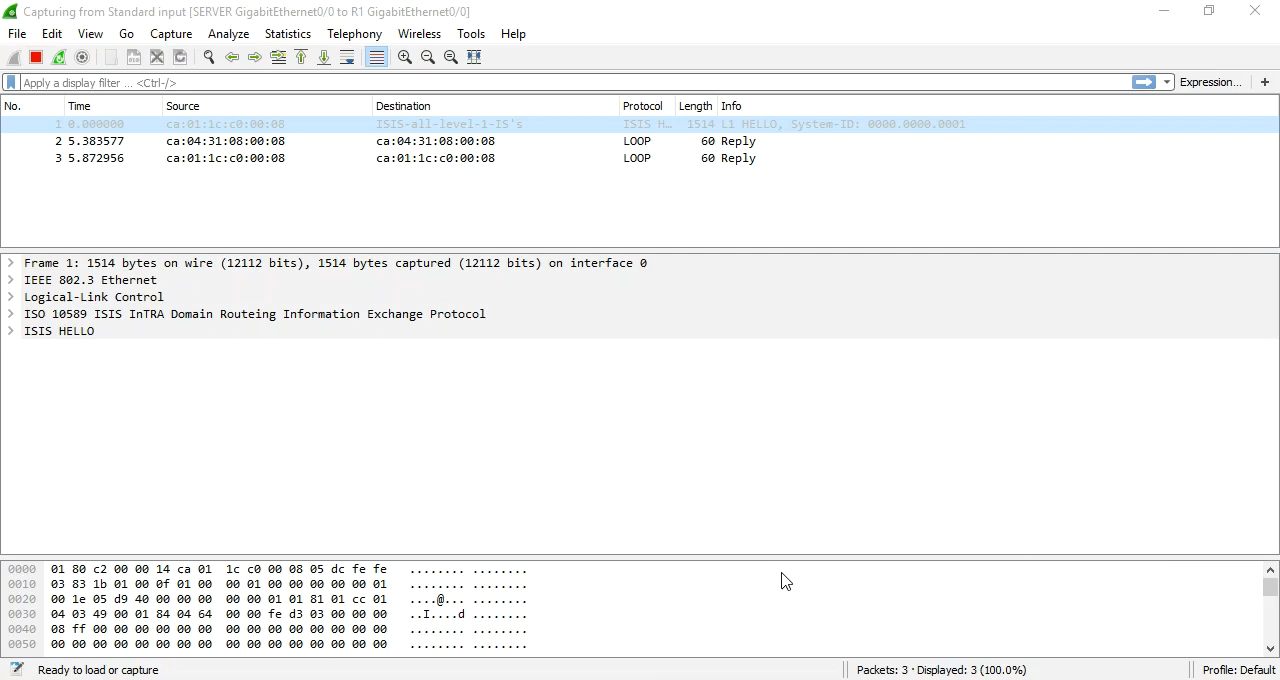 Capturing from Standard input [SERVER GigabitEthernet0/0 to R1 GigabitEthernet0/0]
File Edit View Go Capture Analyze Statistics Telephony Wireless Tools Help
Apply a display filter ... <Ctrl-/> Expression... +
No. Time Source Destination Protocol Length Info
1 0.000000 ca:01:1c:c0:00:08 ISIS-all-level-1-IS's ISIS H… 1514 L1 HELLO, System-ID: 0000.0000.0001
2 5.383577 ca:04:31:08:00:08 ca:04:31:08:00:08 LOOP 60 Reply
3 5.872956 ca:01:1c:c0:00:08 ca:01:1c:c0:00:08 LOOP 60 Reply
Frame 1: 1514 bytes on wire (12112 bits), 1514 bytes captured (12112 bits) on interface 0
IEEE 802.3 Ethernet
Logical-Link Control
ISO 10589 ISIS InTRA Domain Routeing Information Exchange Protocol
ISIS HELLO
0000 01 80 c2 00 00 14 ca 01 1c c0 00 08 05 dc fe fe ........ ........
0010 03 83 1b 01 00 0f 01 00 00 01 00 00 00 00 00 01 ........ ........
0020 00 1e 05 d9 40 00 00 00 00 00 01 01 81 01 cc 01 ....@... ........
0030 04 03 49 00 01 84 04 64 00 00 fe d3 03 00 00 00 ..I....d ........
0040 08 ff 00 00 00 00 00 00 00 00 00 00 00 00 00 00 ........ ........
0050 00 00 00 00 00 00 00 00 00 00 00 00 00 00 00 00 ........ ........
Ready to load or capture Packets: 3 · Displayed: 3 (100.0%) Profile: Default